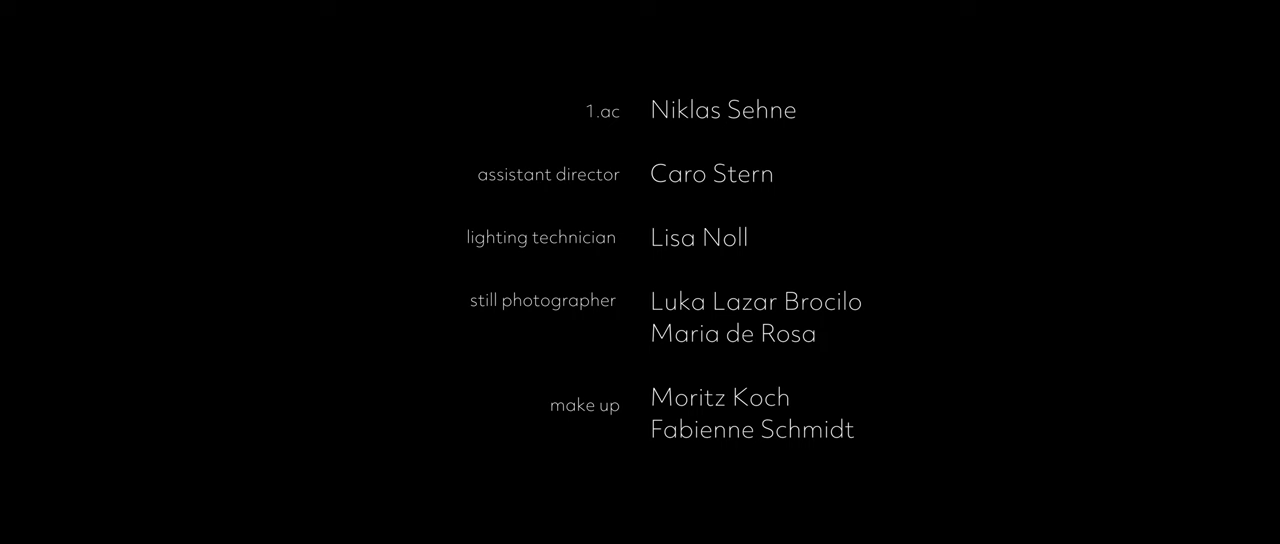 1.ac Niklas Sehne
assistant director Caro Stern
lighting technician Lisa Noll
still photographer Luka Lazar Brocilo
Maria de Rosa
make up Moritz Koch
Fabienne Schmidt